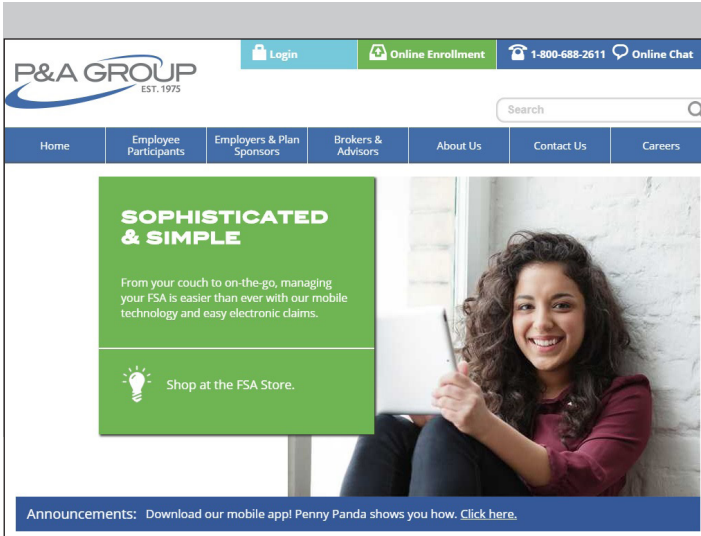 P&A GROUP
EST. 1975
Login
Online Enrollment
1-800-688-2611
Online Chat
Search
Home
Employee
Participants
Employers & Plan
Sponsors
Brokers &
Advisors
About Us
Contact Us
Careers
SOPHISTICATED
& SIMPLE
From your couch to on-the-go, managing
your FSA is easier than ever with our mobile
technology and easy electronic claims.
Shop at the FSA Store.
Announcements: Download our mobile app! Penny Panda shows you how. Click here.